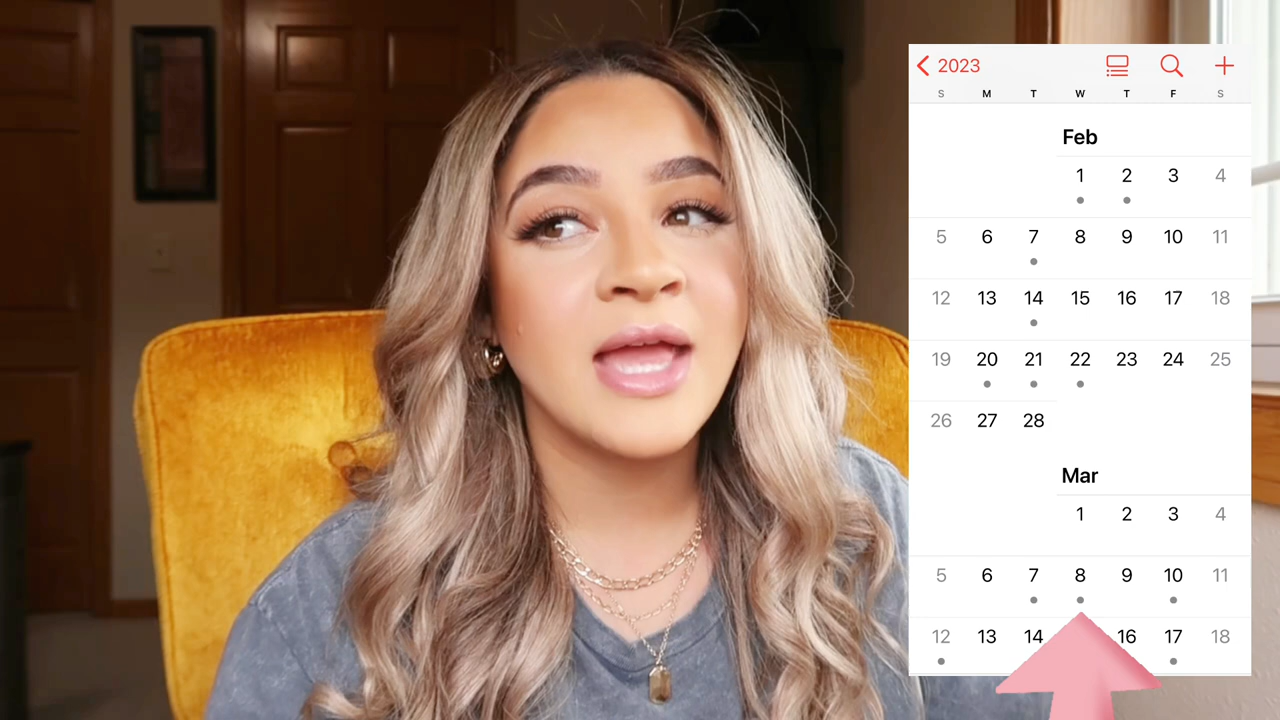 2023
S M T W T F S
Feb
1 2 3 4
5 6 7 8 9 10 11
12 13 14 15 16 17 18
19 20 21 22 23 24 25
26 27 28
Mar
1 2 3 4
5 6 7 8 9 10 11
12 13 14 16 17 18